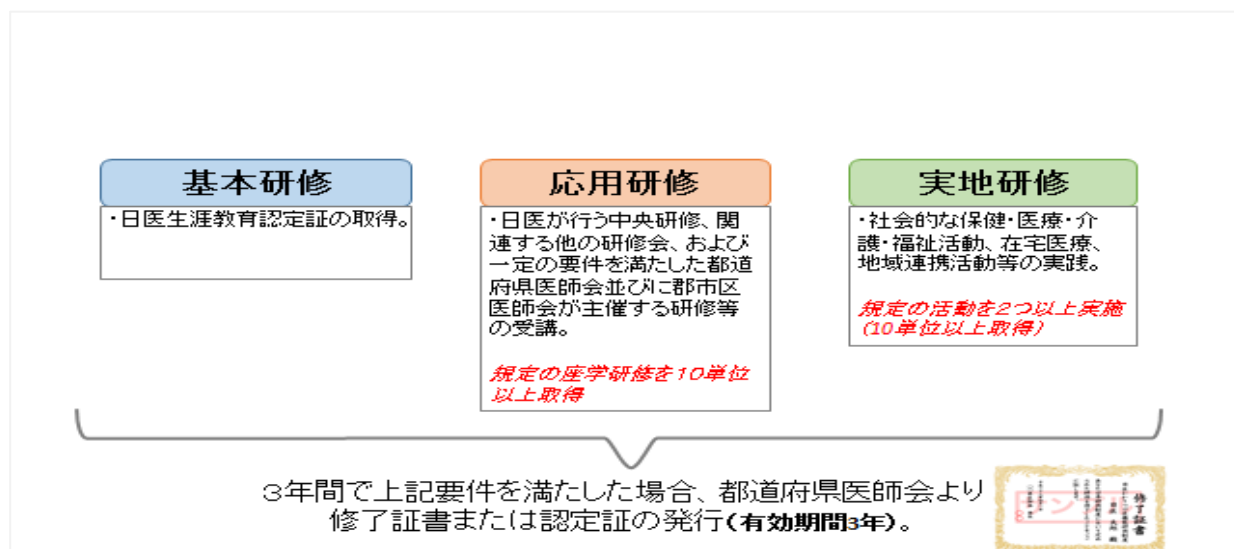 基本研修
・日医生涯教育認定証の取得。
応用研修
・日医が行う中央研修、関
連する他の研修会、および
一定の要件を満たした都道
府県医師会並びに郡市区
医師会が主催する研修等
の受講。
規定の座学研修を10単位
以上取得
実地研修
・社会的な保健・医療・介
護・福祉活動、在宅医療、
地域連携活動等の実践。
規定の活動を2つ以上実施
(10単位以上取得)
3年間で上記要件を満たした場合、都道府県医師会より
修了証書または認定証の発行(有効期間3年)。
修了証書